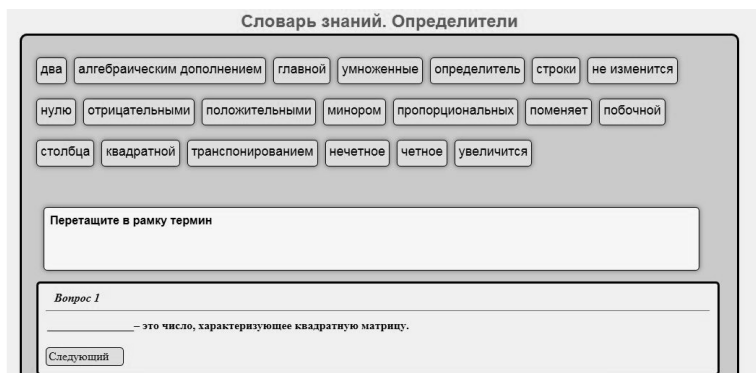 Словарь знаний. Определители
два алгебраическим дополнением главной умноженные определитель строки не изменится
нулю отрицательными положительными минором пропорциональных поменяет побочной
столбца квадратной транспонированием нечетное четное увеличится
Перетащите в рамку термин
Вопрос 1
________________– это число, характеризующее квадратную матрицу.
Следующий